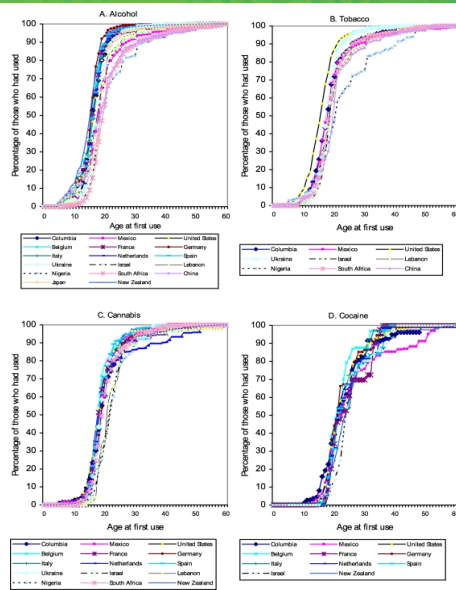 A. Alcohol
Percentage of those who had used
100
90
80
70
60
50
40
30
20
10
0
0 10 20 30 40 50 60
Age at first use
Columbia Mexico United States
Belgium France Germany
Italy Netherlands Spain
Ukraine Israel Lebanon
Nigeria South Africa China
Japan New Zealand
B. Tobacco
Percentage of those who had used
100
90
80
70
60
50
40
30
20
10
0
0 10 20 30 40 50 60
Age at first use
Columbia Mexico United States
Ukraine Israel Lebanon
Nigeria South Africa China
C. Cannabis
Percentage of those who had used
100
90
80
70
60
50
40
30
20
10
0
0 10 20 30 40 50 60
Age at first use
Columbia Mexico United States
Belgium France Germany
Italy Netherlands Spain
Ukraine Israel Lebanon
Nigeria South Africa New Zealand
D. Cocaine
Percentage of those who had used
100
90
80
70
60
50
40
30
20
10
0
0 10 20 30 40 50 60
Age at first use
Columbia Mexico United States
Belgium France Germany
Italy Netherlands Spain
Israel New Zealand